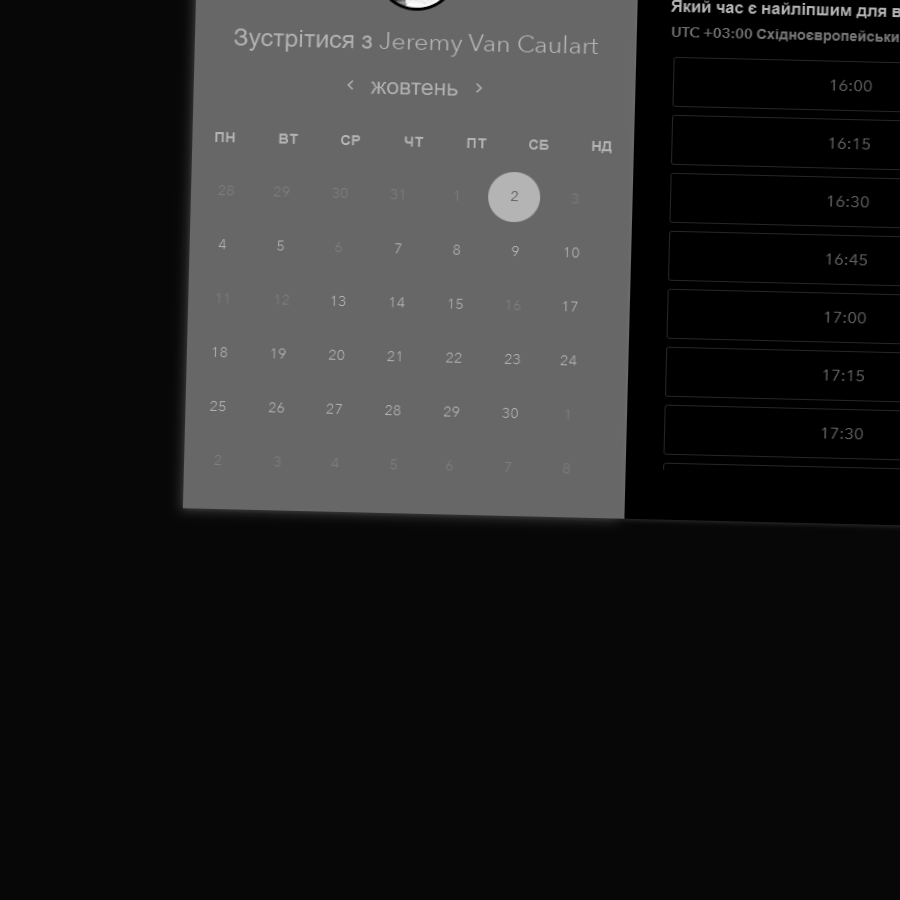 Зустрітися з Jeremy Van Caulart
жовтень
ПН ВТ СР ЧТ ПТ СБ НД
28 29 30 31 1 2 3
4 5 6 7 8 9 10
11 12 13 14 15 16 17
18 19 20 21 22 23 24
25 26 27 28 29 30 1
2 3 4 5 6 7 8
Який час є найліпшим для
UTC +03:00
16:00
16:15
16:30
16:45
17:00
17:15
17:30